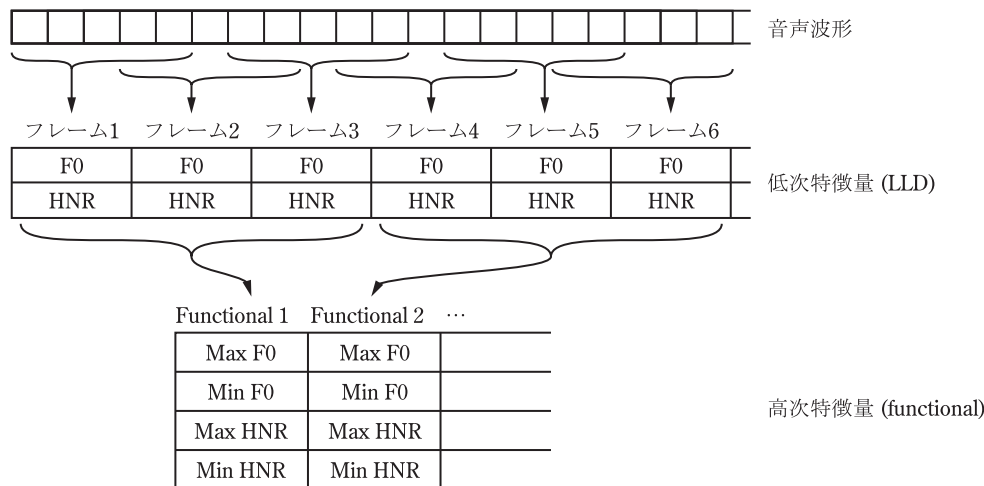 音声波形
フレーム1 フレーム2 フレーム3 フレーム4 フレーム5 フレーム6
F0 F0 F0 F0 F0 F0
HNR HNR HNR HNR HNR HNR
低次特徴量 (LLD)
Functional 1 Functional 2 …
Max F0 Max F0
Min F0 Min F0
Max HNR Max HNR
Min HNR Min HNR
高次特徴量 (functional)